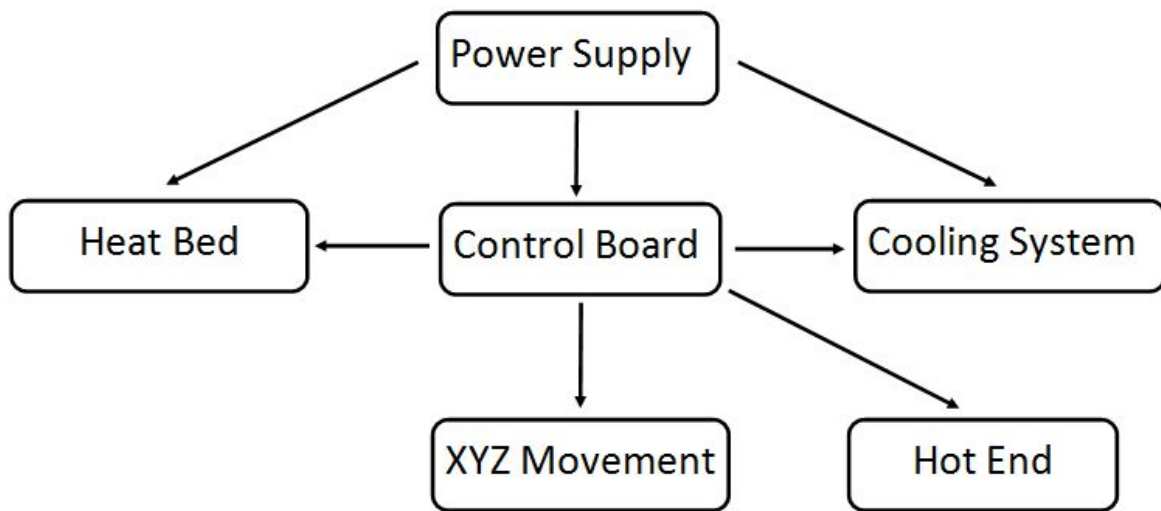 Power Supply
Heat Bed
Control Board
Cooling System
XYZ Movement
Hot End